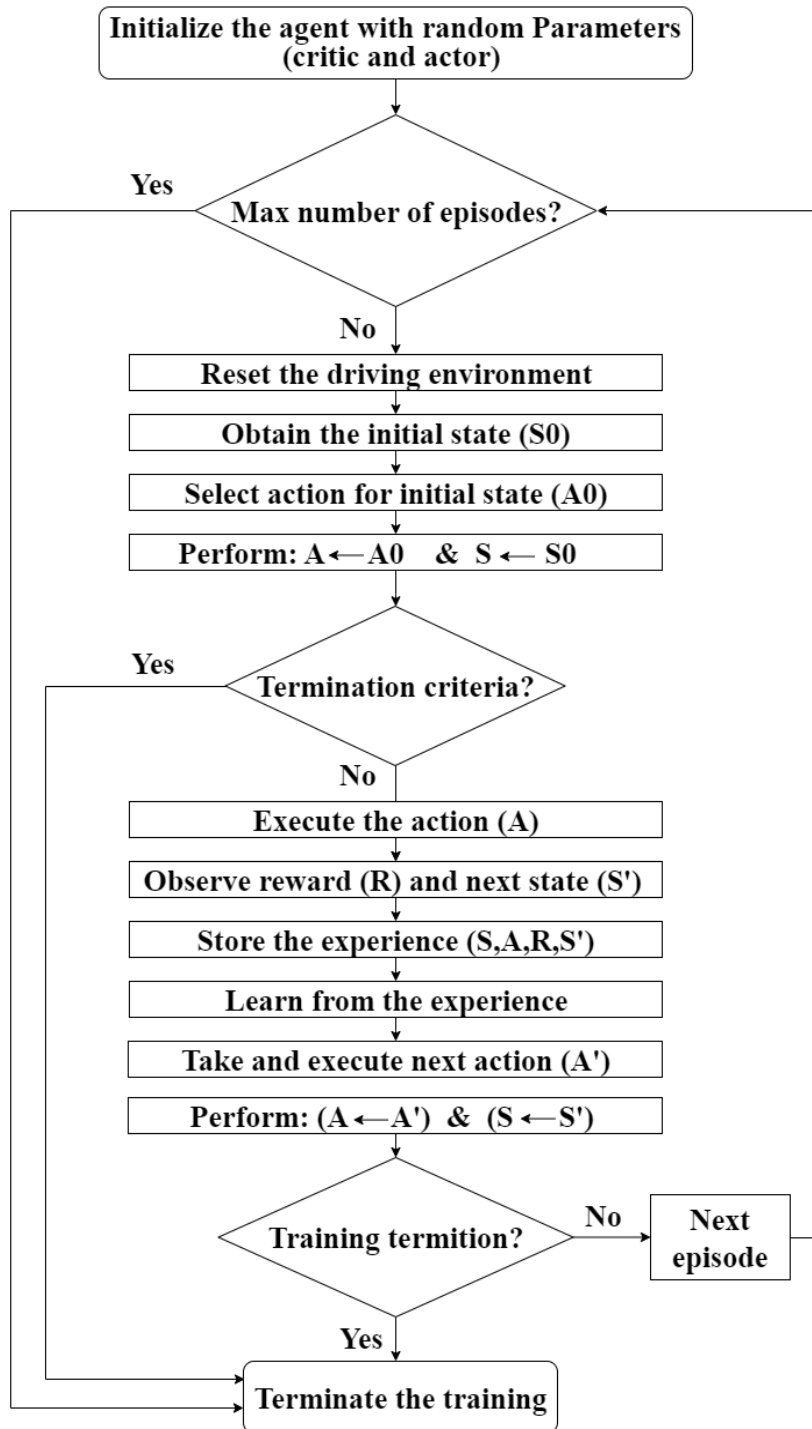 Initialize the agent with random Parameters
(critic and actor)
Yes
Max number of episodes?
No
Reset the driving environment
Obtain the initial state (S0)
Select action for initial state (A0)
Perform: A ← A0 & S ← S0
Yes
Termination criteria?
No
Execute the action (A)
Observe reward (R) and next state (S')
Store the experience (S,A,R,S')
Learn from the experience
Take and execute next action (A')
Perform: (A ← A') & (S ← S')
Training termition?
No
Next
episode
Yes
Terminate the training